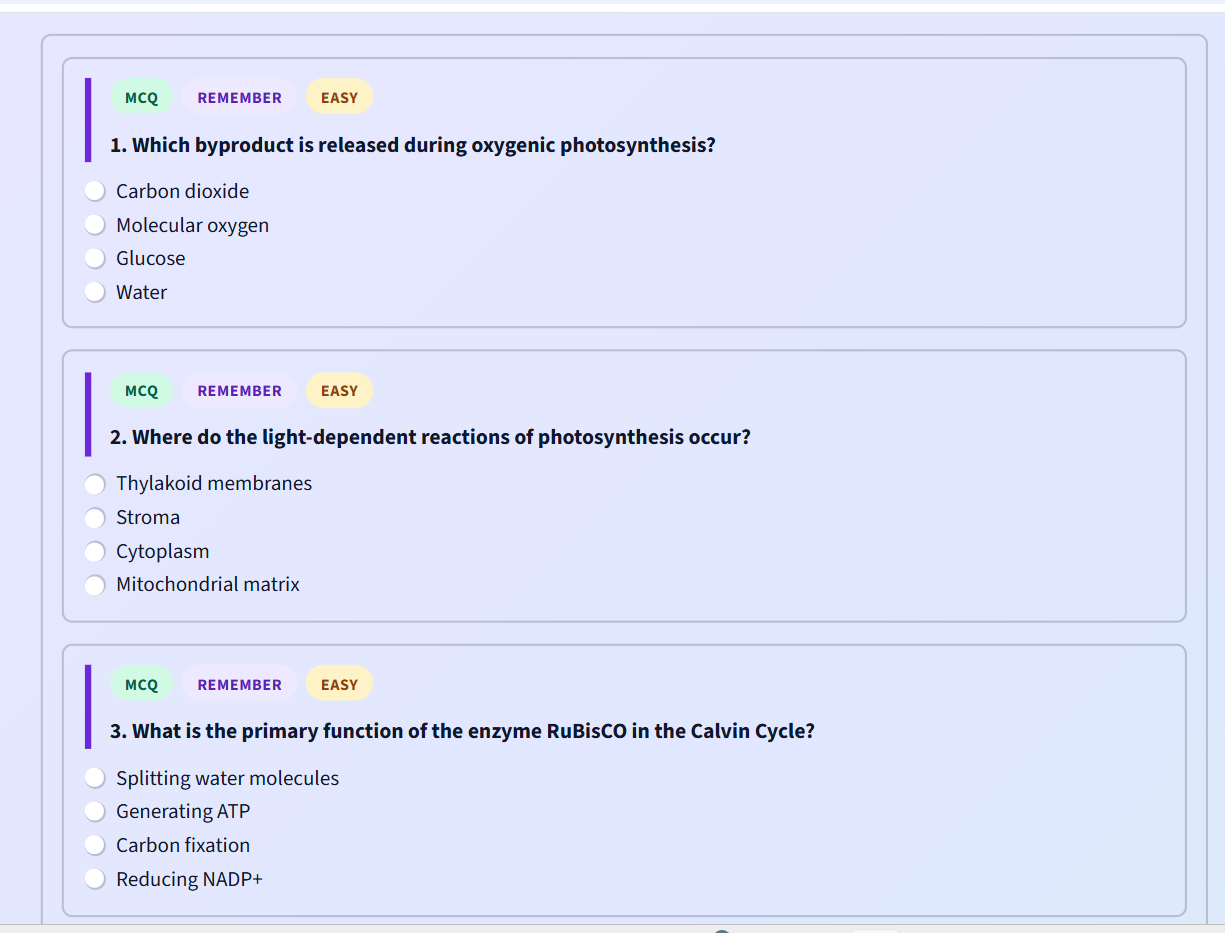 MCQ REMEMBER EASY
1. Which byproduct is released during oxygenic photosynthesis?
Carbon dioxide
Molecular oxygen
Glucose
Water
MCQ REMEMBER EASY
2. Where do the light-dependent reactions of photosynthesis occur?
Thylakoid membranes
Stroma
Cytoplasm
Mitochondrial matrix
MCQ REMEMBER EASY
3. What is the primary function of the enzyme RuBisCO in the Calvin Cycle?
Splitting water molecules
Generating ATP
Carbon fixation
Reducing NADP+